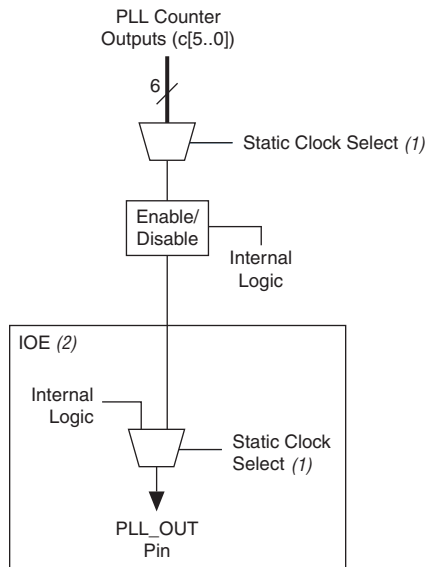 PLL Counter
Outputs (c[5..0])
6
Static Clock Select (1)
Enable/
Disable
Internal
Logic
IOE (2)
Internal
Logic
Static Clock
Select (1)
PLL_OUT
Pin